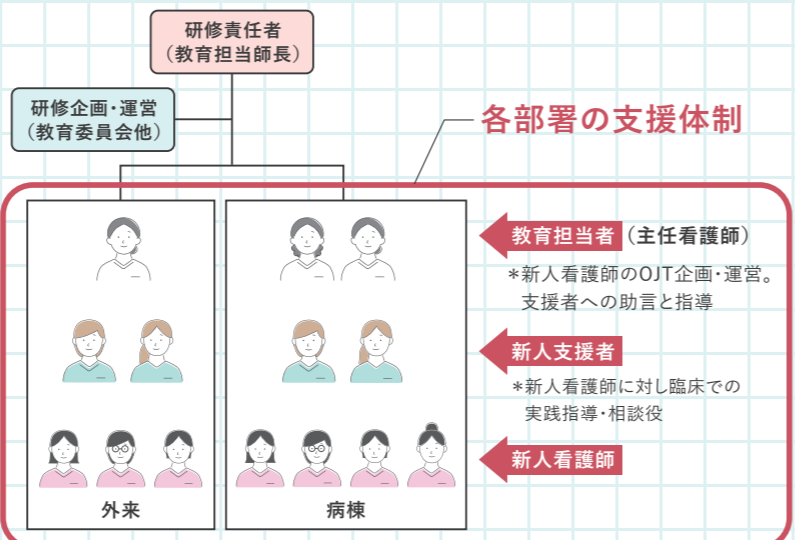 研修責任者
(教育担当師長)
研修企画・運営
(教育委員会他)
各部署の支援体制
教育担当者(主任看護師)
*新人看護師のOJT企画・運営。
支援者への助言と指導
新人支援者
*新人看護師に対し臨床での
実践指導・相談役
新人看護師
外来
病棟